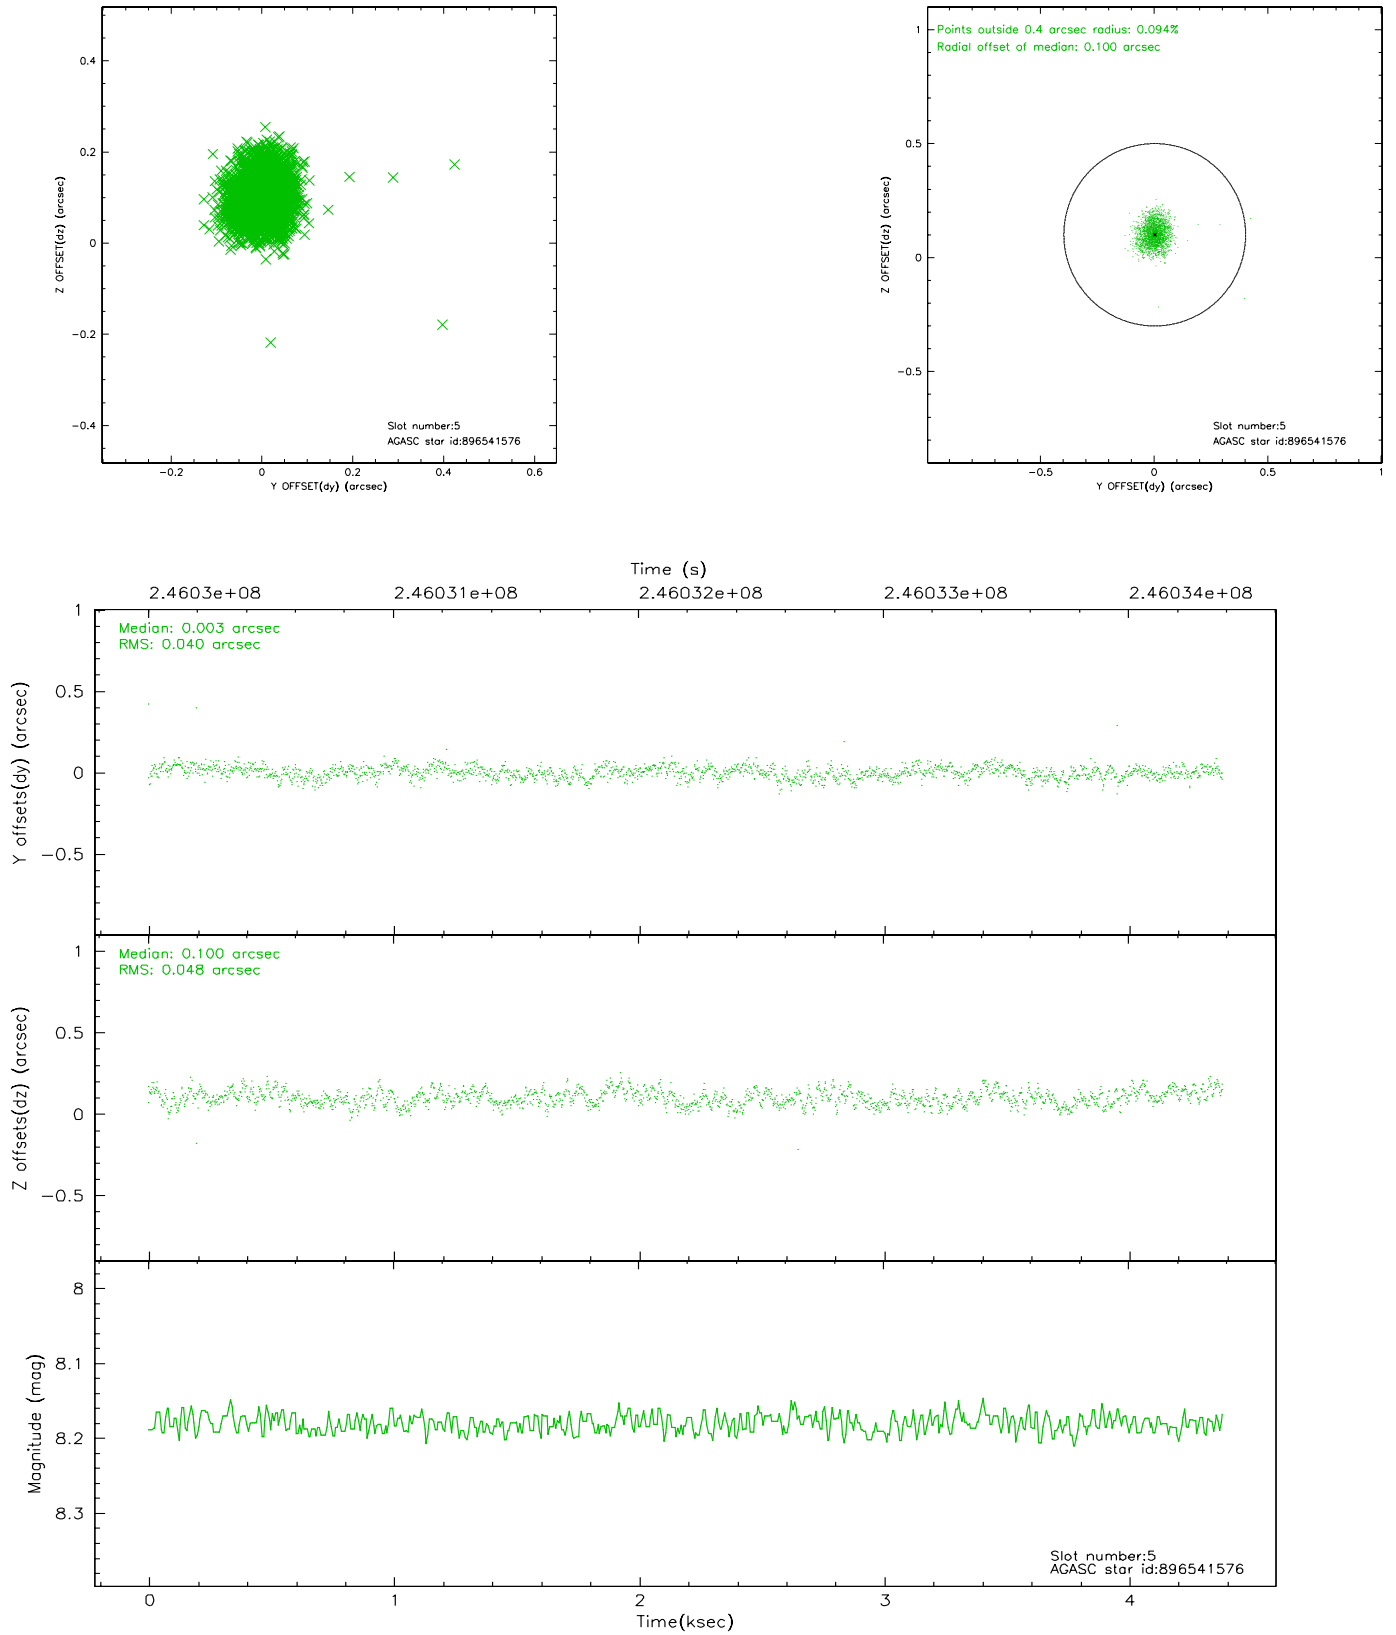 0.4
0.2
0
−0.2
−0.4
Z OFFSET(dz) (arcsec)
Slot number:5
AGASC star id:896541576
−0.2 0 0.2 0.4 0.6
Y OFFSET(dy) (arcsec)
Points outside 0.4 arcsec radius: 0.094%
Radial offset of median: 0.100 arcsec
1
0.5
0
−0.5
Z OFFSET(dz) (arcsec)
Slot number:5
AGASC star id:896541576
−0.5 0 0.5 1
Y OFFSET(dy) (arcsec)
Time (s)
2.4603e+08 2.46031e+08 2.46032e+08 2.46033e+08 2.46034e+08
Median: 0.003 arcsec
RMS: 0.040 arcsec
1
0.5
0
−0.5
Y offsets(dy) (arcsec)
Median: 0.100 arcsec
RMS: 0.048 arcsec
1
0.5
0
−0.5
Z offsets(dz) (arcsec)
8
8.1
8.2
8.3
Magnitude (mag)
Slot number:5
AGASC star id:896541576
0 1 2 3 4
Time(ksec)